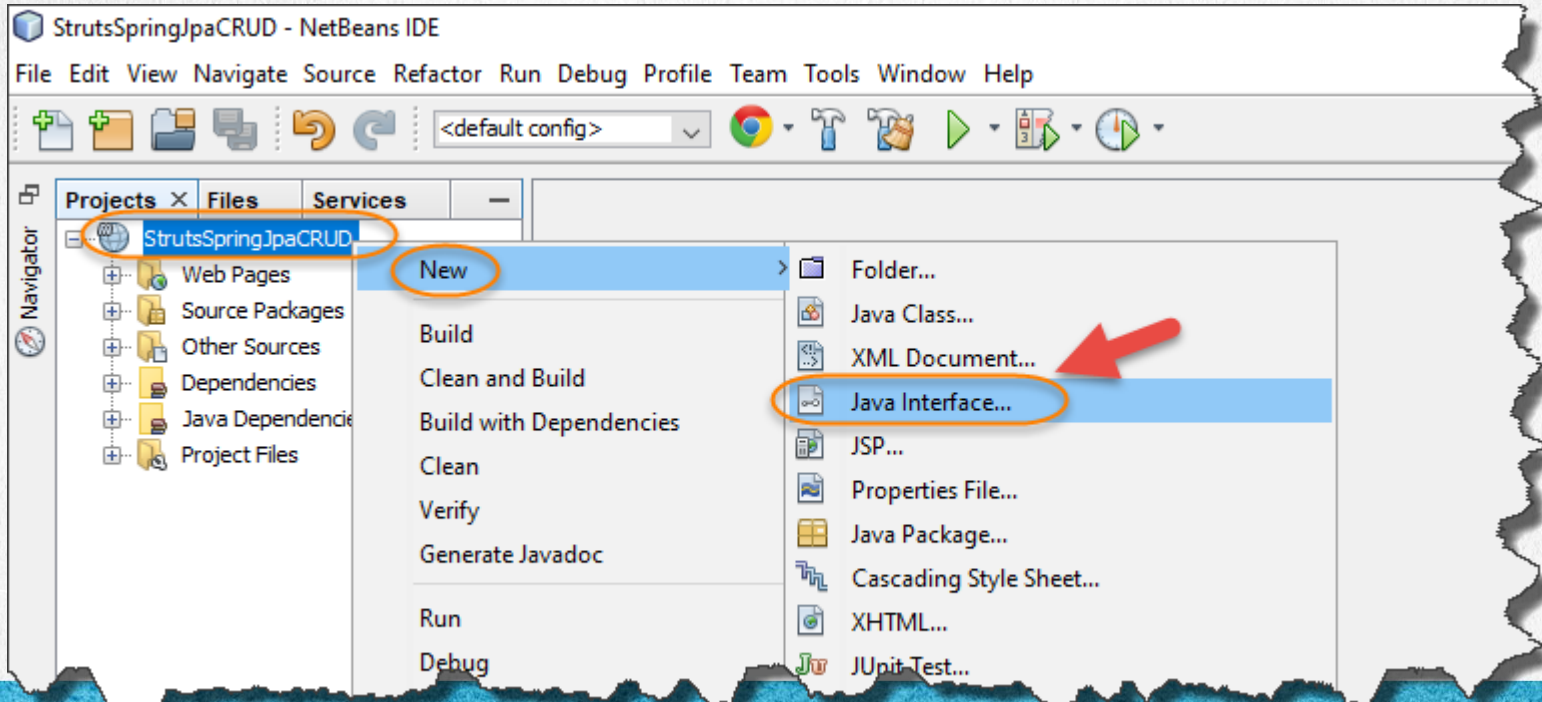 StrutsSpringJpaCRUD - NetBeans IDE
File Edit View Navigate Source Refactor Run Debug Profile Team Tools Window Help
<default config>
Projects Files Services
Navigator
StrutsSpringJpaCRUD
Web Pages
Source Packages
Other Sources
Dependencies
Java Dependencie
Project Files
New
Build
Clean and Build
Build with Dependencies
Clean
Verify
Generate Javadoc
Run
Debug
Folder...
Java Class...
XML Document...
Java Interface...
JSP...
Properties File...
Java Package...
Cascading Style Sheet...
XHTML...
JUnit Test...